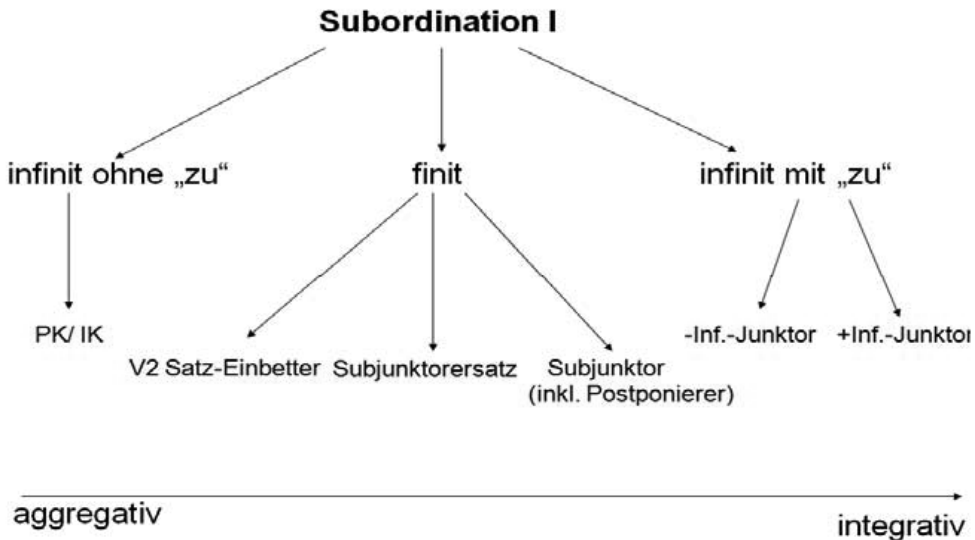 Subordination I
infinit ohne „zu“
finit
infinit mit „zu“
PK/ IK
V2 Satz-Einbetter
Subjunktorersatz
Subjunktor
(inkl. Postponierer)
-Inf.-Junktor
+Inf.-Junktor
aggregativ
integrativ